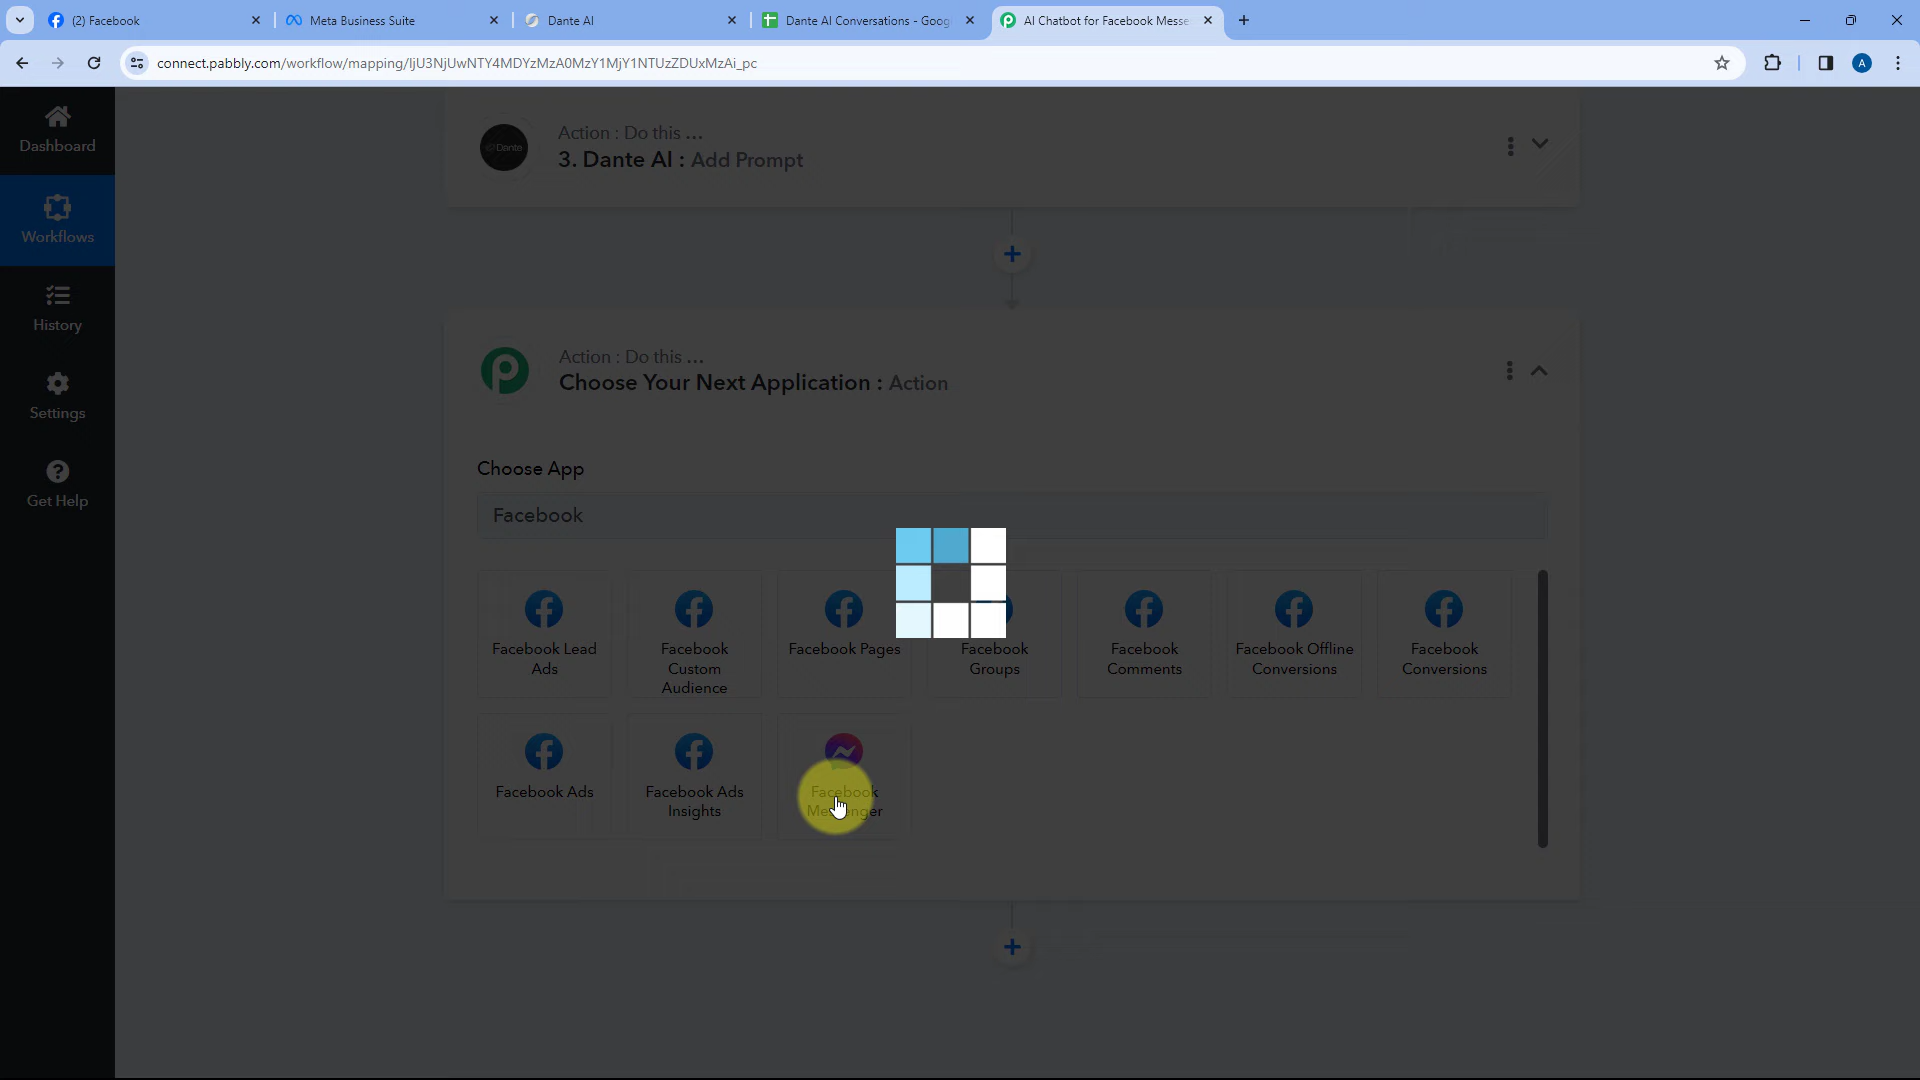 (2) Facebook
Meta Business Suite
Dante AI
Dante AI Conversations - Goog
AI Chatbot for Facebook Messe
connect.pabbly.com/workflow/mapping/IjU3NjUwNTY4MDYzMzA0MzY1MjY1NTUzZDUxMzAi_pc
A
Dashboard
Workflows
History
Settings
Get Help
Dante
Action : Do this ...
3. Dante AI : Add Prompt
Action : Do this ...
Choose Your Next Application : Action
Choose App
Facebook
Facebook Lead
Ads
Facebook
Custom
Audience
Facebook Pages
Facebook
Groups
Facebook
Comments
Facebook Offline
Conversions
Facebook
Conversions
Facebook Ads
Facebook Ads
Insights
Facebook
Messenger